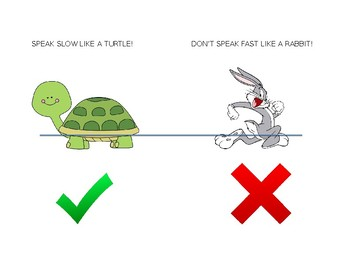 SPEAK SLOW LIKE A TURTLE!
DON'T SPEAK FAST LIKE A RABBIT!